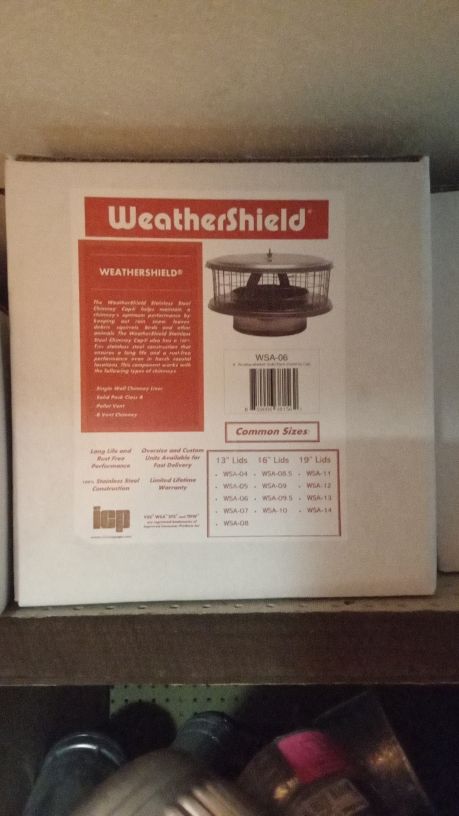 WeatherShield®
WEATHERSHIELD®
The WeatherShield Stainless Steel
Chimney Cap® helps maintain a
chimney's optimum performance by
keeping out rain snow leaves
debris squirrels birds and other
animals The WeatherShield Stainless
Steel Chimney Cap® also has a
stainless steel construction that
ensures a long life and a rust-free
performance even in harsh coastal
locations. This component works with
the following types of chimneys
Single Wall Chimney Liner
Solid Pack Class A
Pellet Vent
B Vent Chimney
WSA-06
Common Sizes:
Long Life and
Rust Free
Performance
Oversize and Custom
Units Available for
Fast Delivery
100% Stainless Steel
Construction
Limited Lifetime
Warranty
icp
are registered trademarks of
13" Lids 16" Lids 19" Lids
• WSA-04 • WSA-08.5 • WSA-11
• WSA-05 • WSA-09 • WSA-12
• WSA-06 • WSA-09.5 • WSA-13
• WSA-07 • WSA-10 • WSA-14
• WSA-08